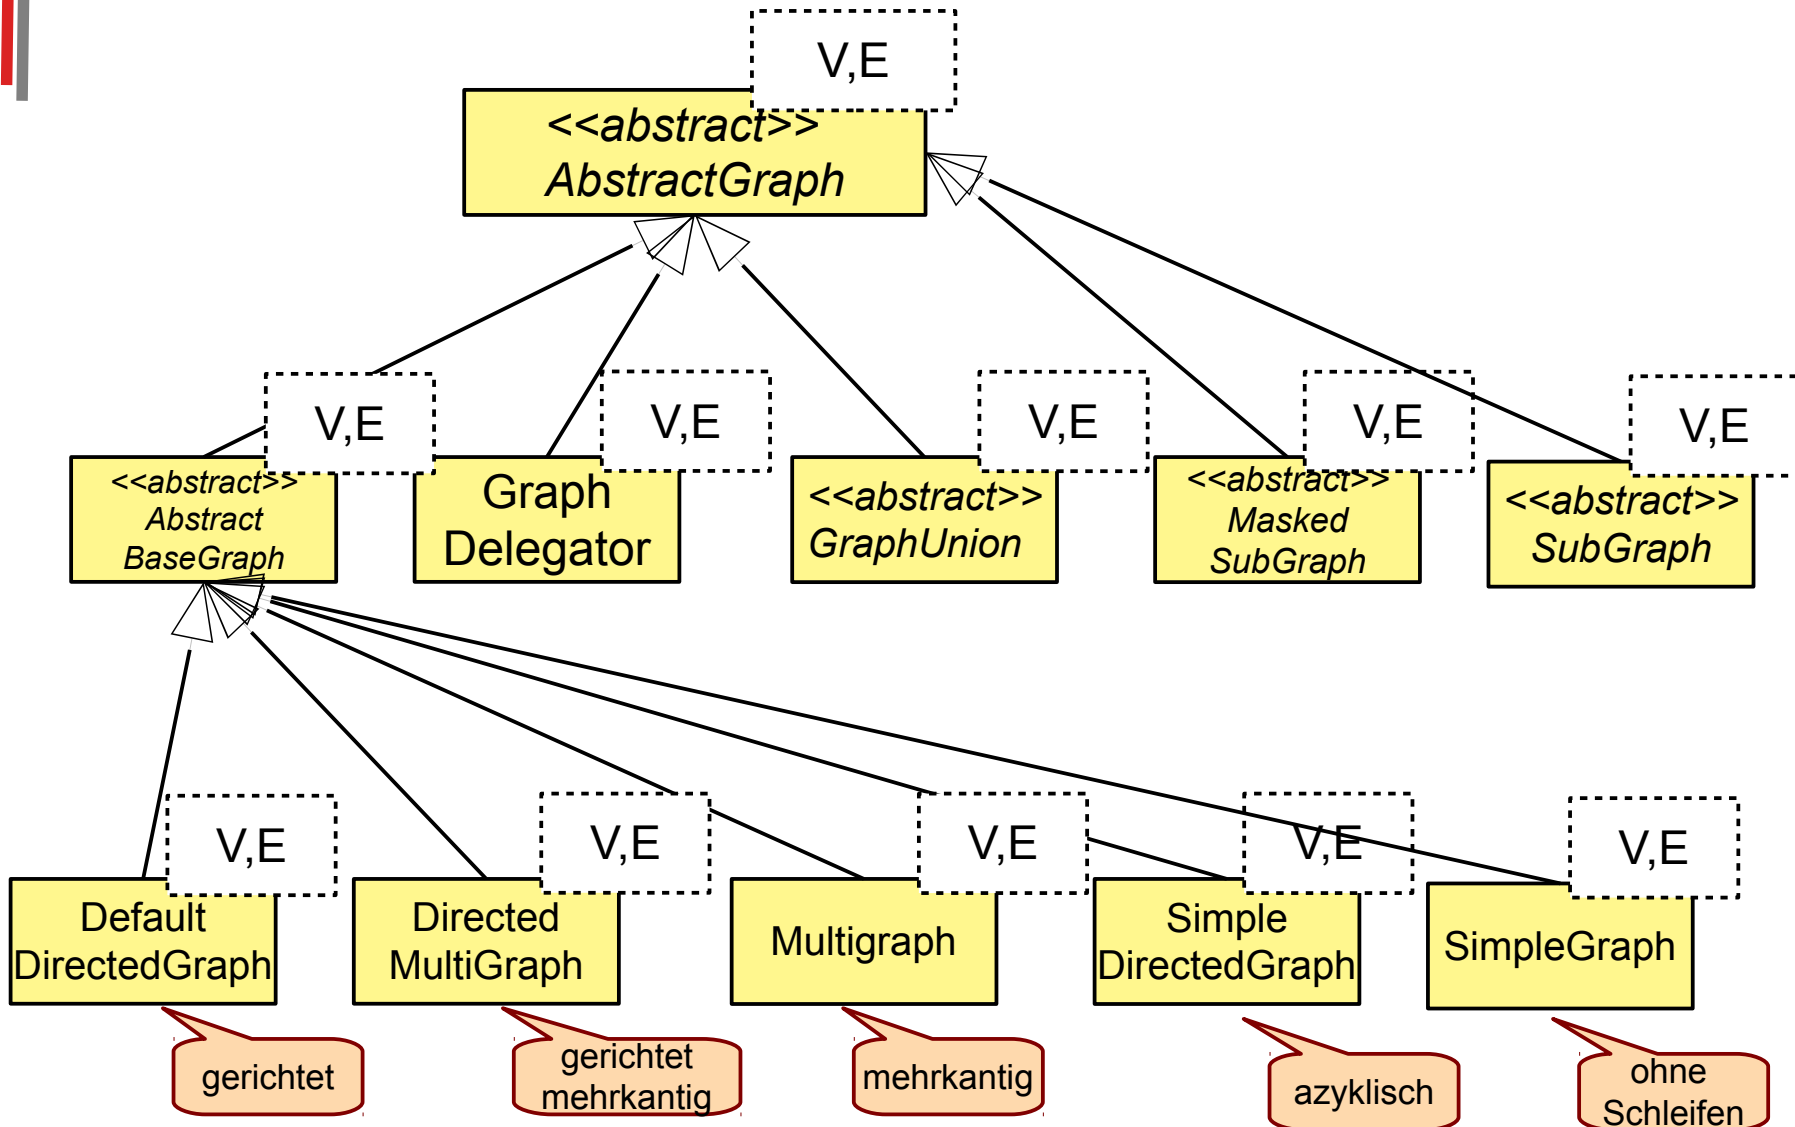 V,E
<<abstract>>
AbstractGraph
V,E
V,E
V,E
V,E
V,E
<<abstract>>
Abstract
BaseGraph
Graph
Delegator
<<abstract>>
GraphUnion
<<abstract>>
Masked
SubGraph
<<abstract>>
SubGraph
V,E
V,E
V,E
V,E
V,E
Default
DirectedGraph
Directed
MultiGraph
Multigraph
Simple
DirectedGraph
SimpleGraph
gerichtet
gerichtet
mehrkantig
mehrkantig
azyklisch
ohne
Schleifen